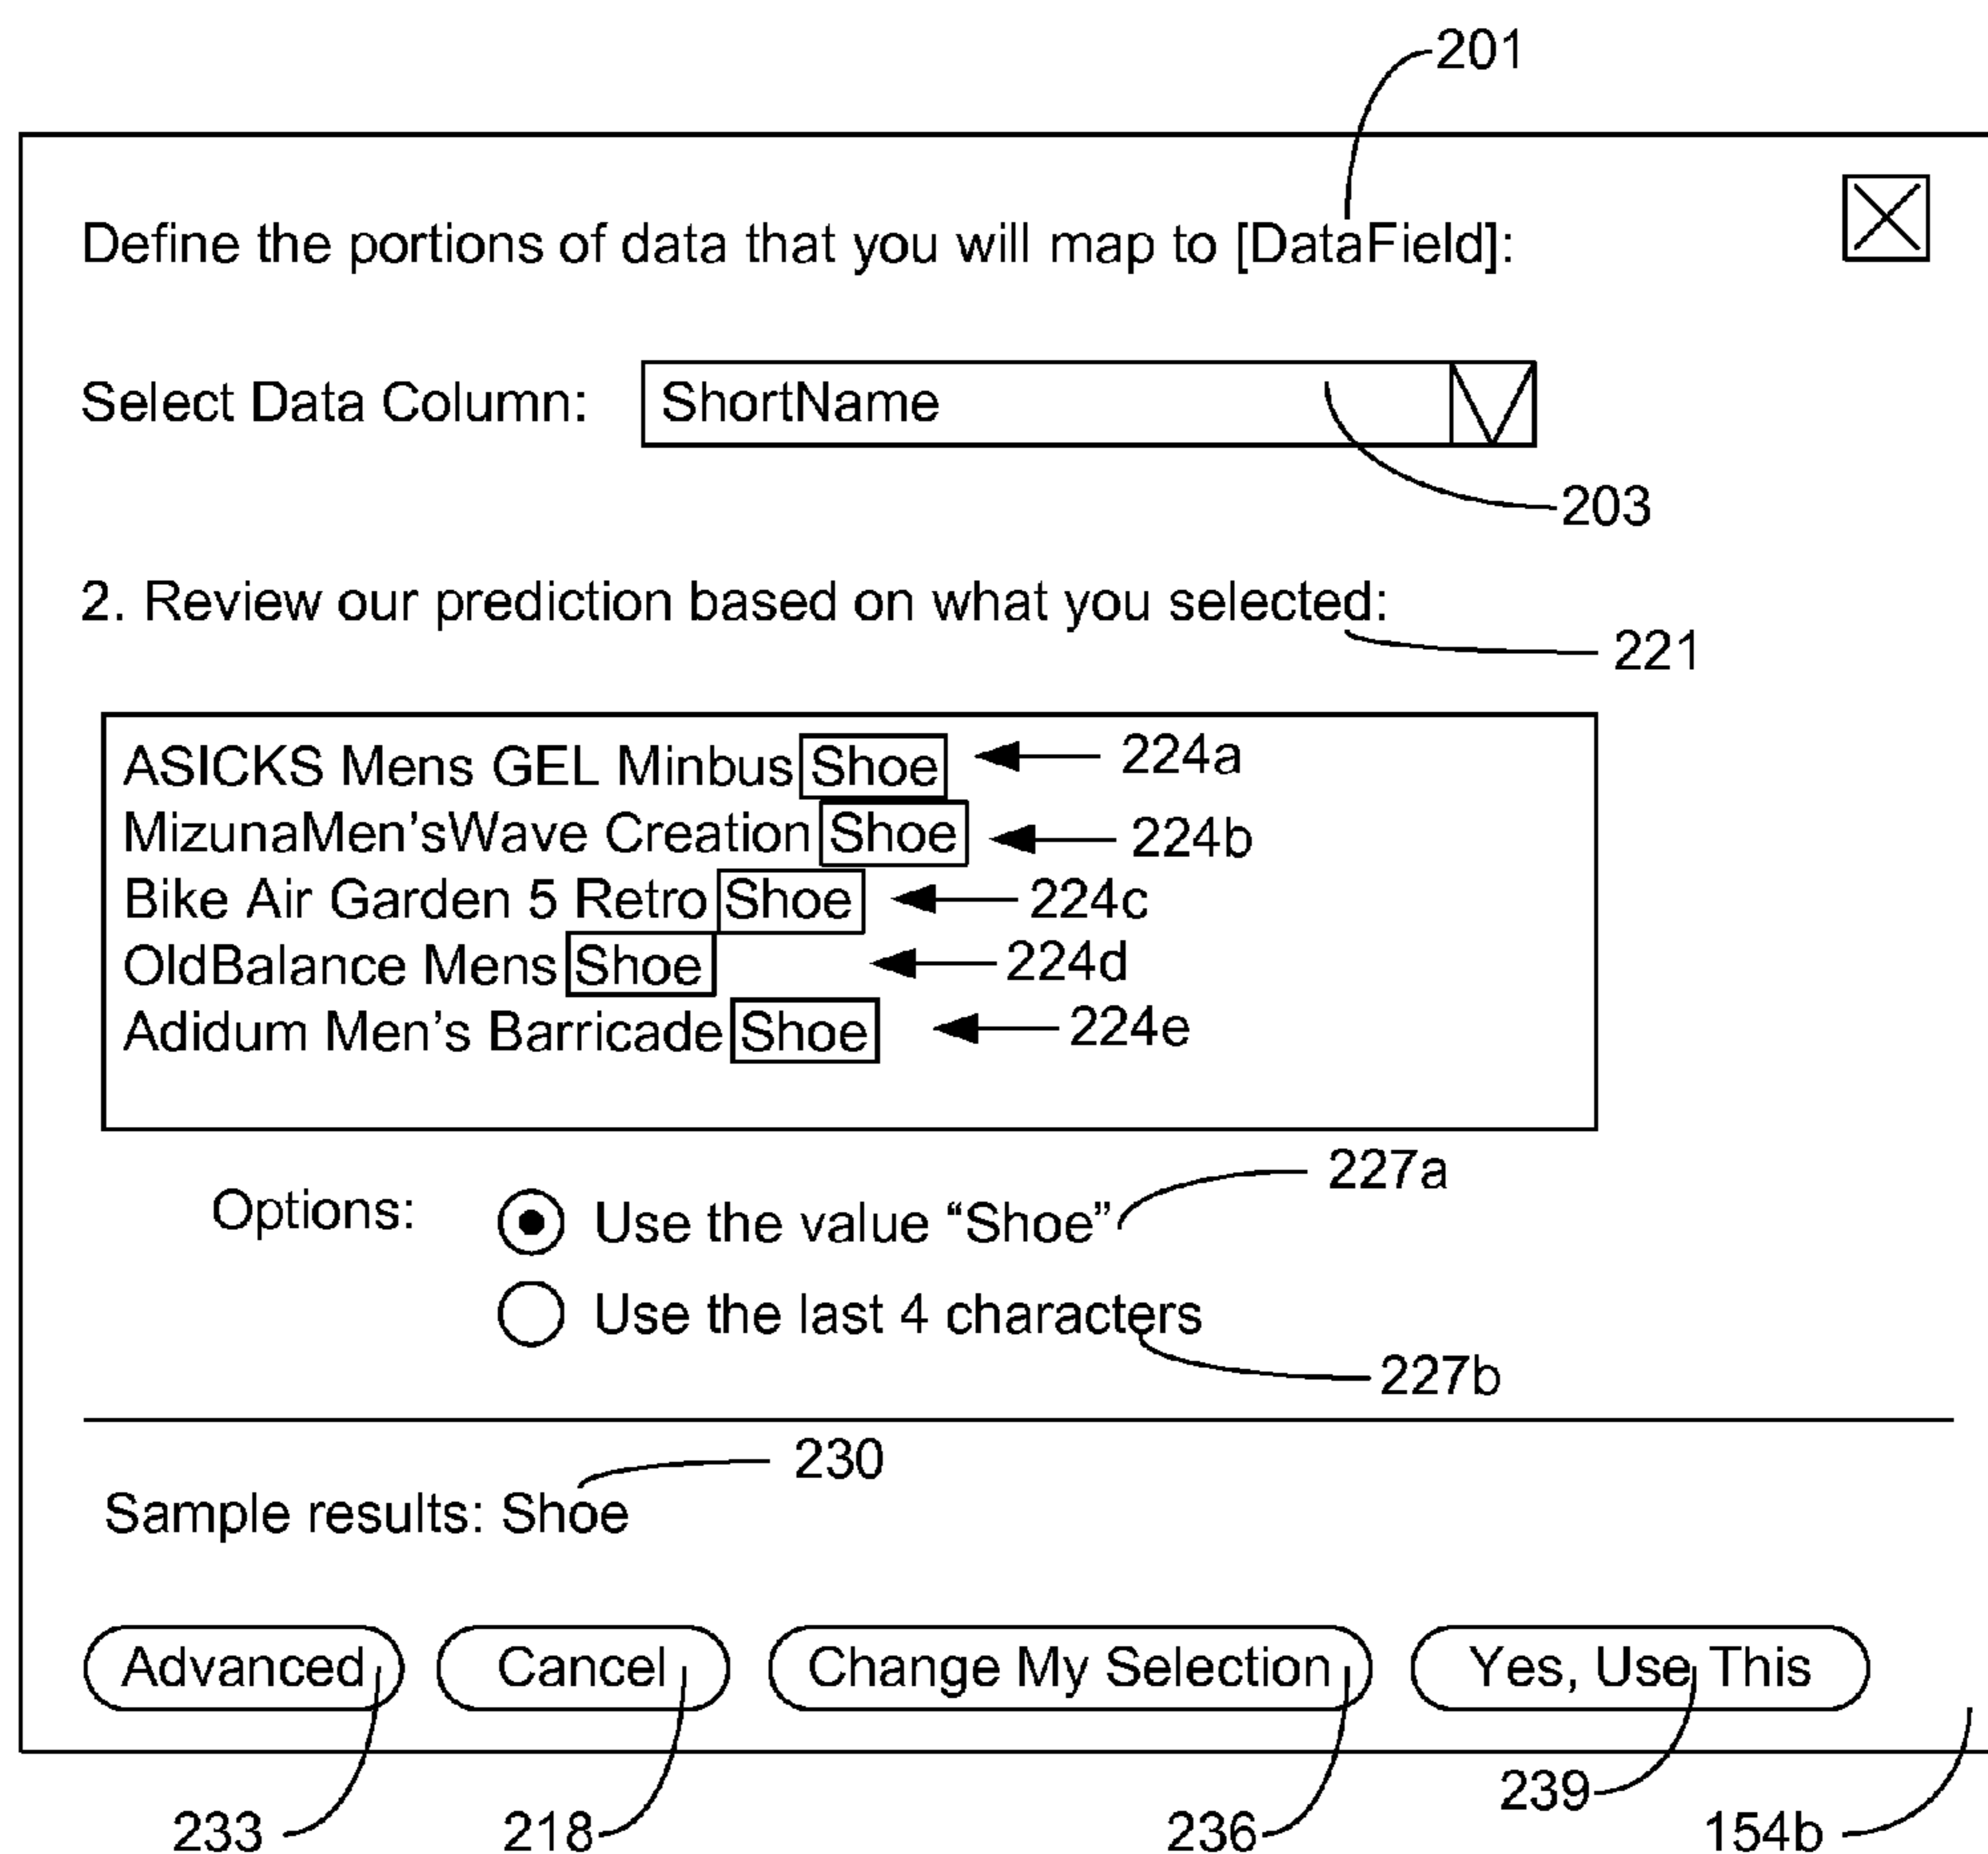 201
Define the portions of data that you will map to [DataField]:
Select Data Column: ShortName
203
2. Review our prediction based on what you selected:
221
ASICKS Mens GEL Minbus Shoe 224a
MizunaMen’sWave Creation Shoe 224b
Bike Air Garden 5 Retro Shoe 224c
OldBalance Mens Shoe 224d
Adidum Men’s Barricade Shoe 224e
227a
Options: Use the value “Shoe”
Use the last 4 characters
227b
230
Sample results: Shoe
Advanced Cancel Change My Selection Yes, Use This
233 218 236 239 154b